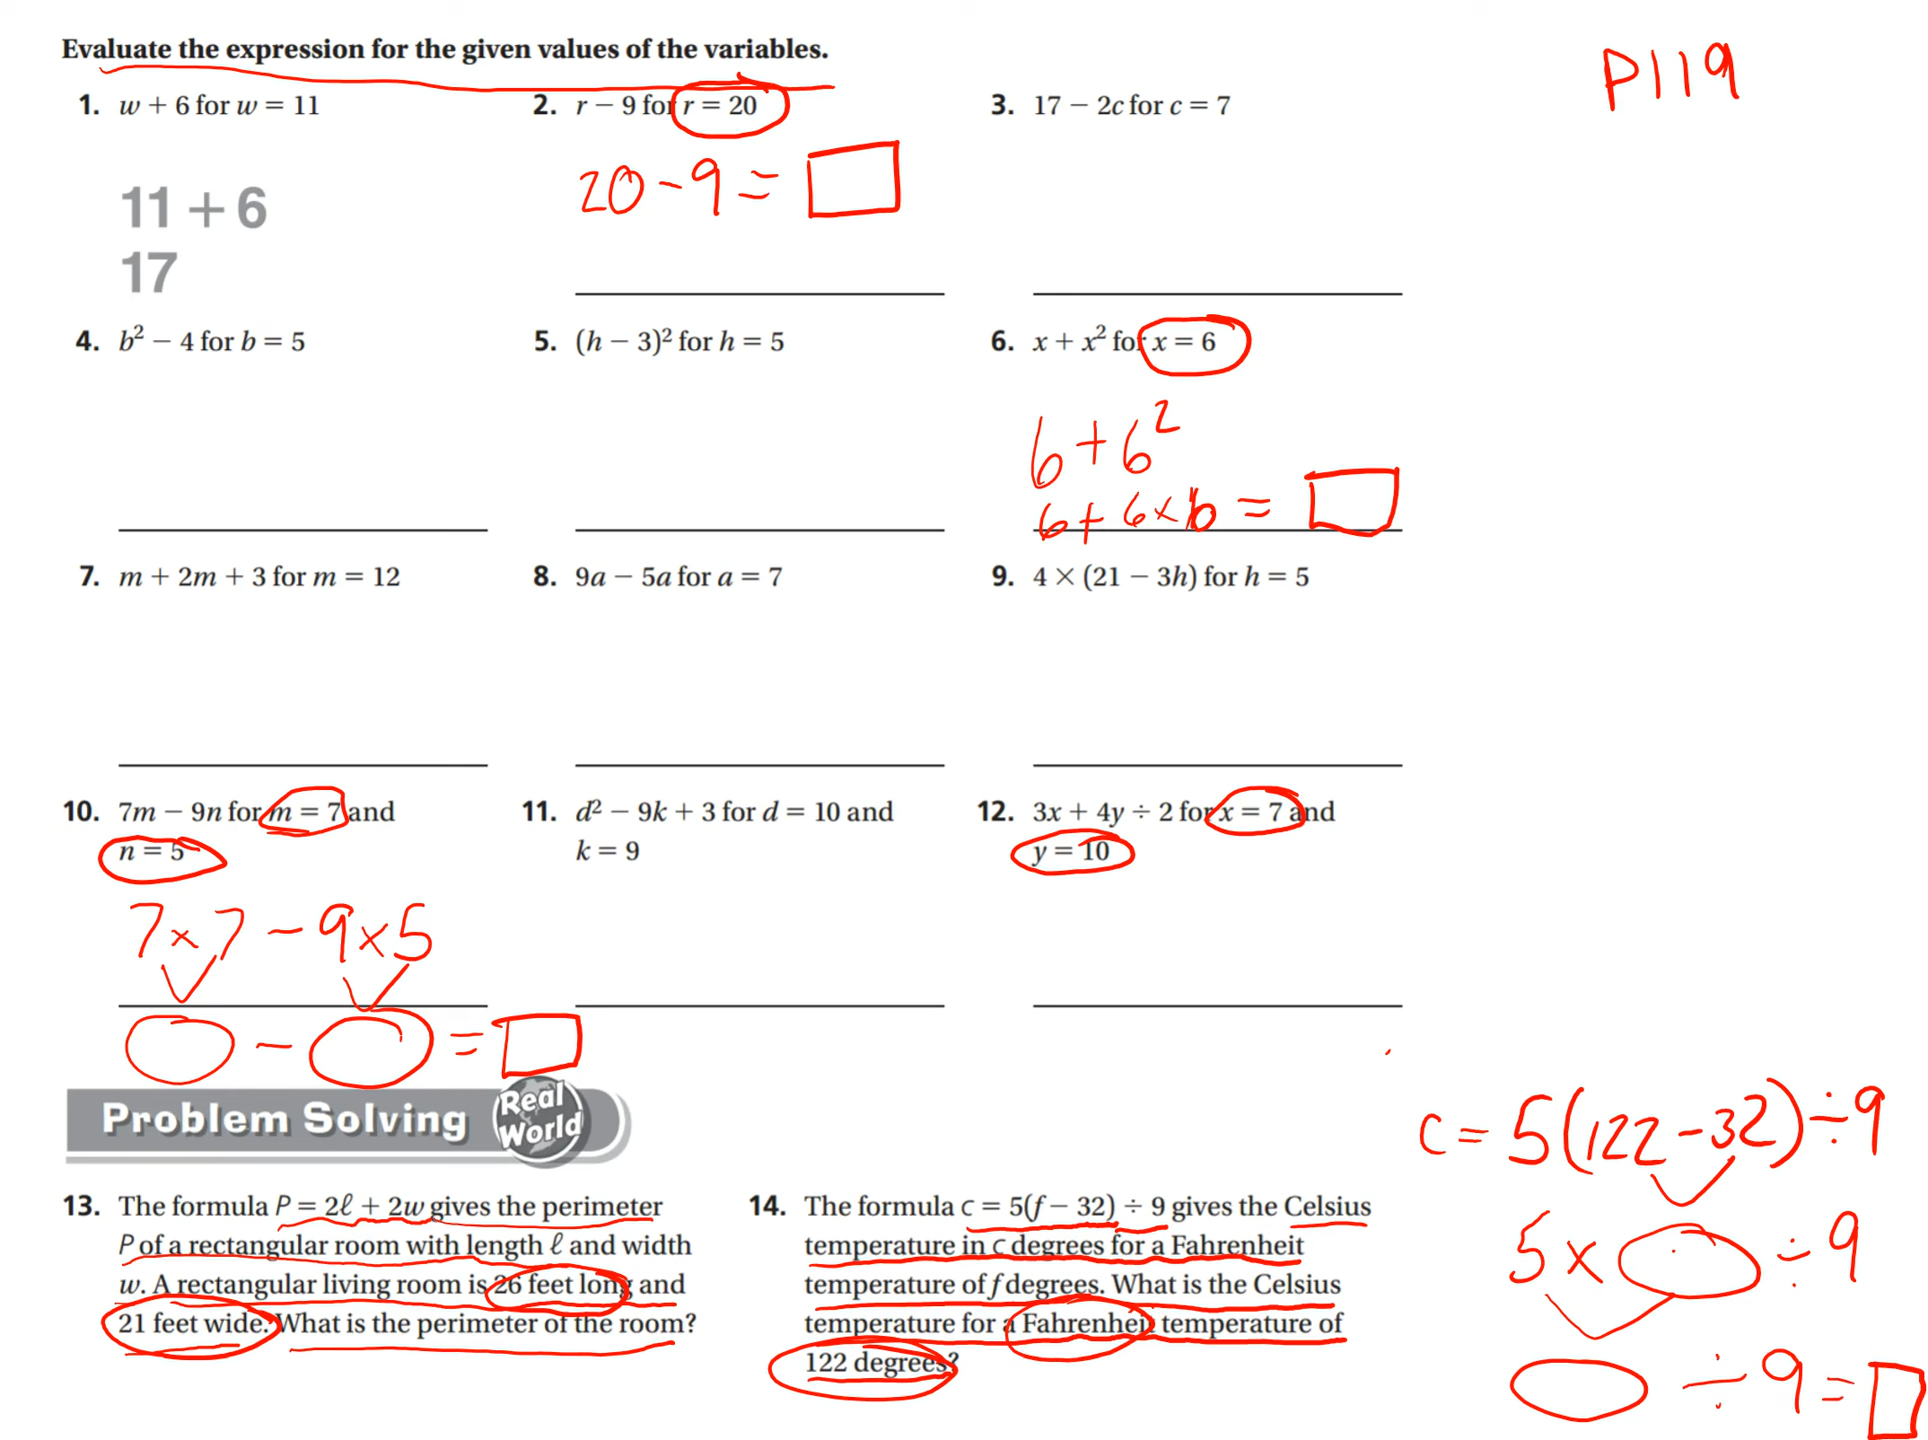 Evaluate the expression for the given values of the variables.
P119
1. w + 6 for w = 11
2. r − 9 for r = 20
3. 17 − 2c for c = 7
11 + 6
17
20 - 9 =
4. b² − 4 for b = 5
5. (h − 3)² for h = 5
6. x + x² for x = 6
6 + 6²
6 + 6 × 6 =
7. m + 2m + 3 for m = 12
8. 9a − 5a for a = 7
9. 4 × (21 − 3h) for h = 5
10. 7m − 9n for m = 7 and
n = 5
11. d² − 9k + 3 for d = 10 and
k = 9
12. 3x + 4y ÷ 2 for x = 7 and
y = 10
7 × 7 - 9 × 5
- =
Problem Solving Real World
13. The formula P = 2ℓ + 2w gives the perimeter
P of a rectangular room with length ℓ and width
w. A rectangular living room is 26 feet long and
21 feet wide. What is the perimeter of the room?
14. The formula c = 5(f − 32) ÷ 9 gives the Celsius
temperature in c degrees for a Fahrenheit
temperature of f degrees. What is the Celsius
temperature for a Fahrenheit temperature of
122 degrees?
c = 5(122 - 32) ÷ 9
5 × ÷ 9
÷ 9 =